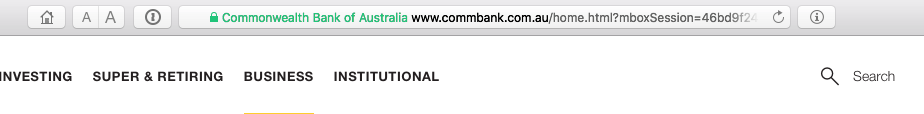 A A Commonwealth Bank of Australia www.commbank.com.au/home.html?mboxSession=46bd9f24
INVESTING SUPER & RETIRING BUSINESS INSTITUTIONAL Search